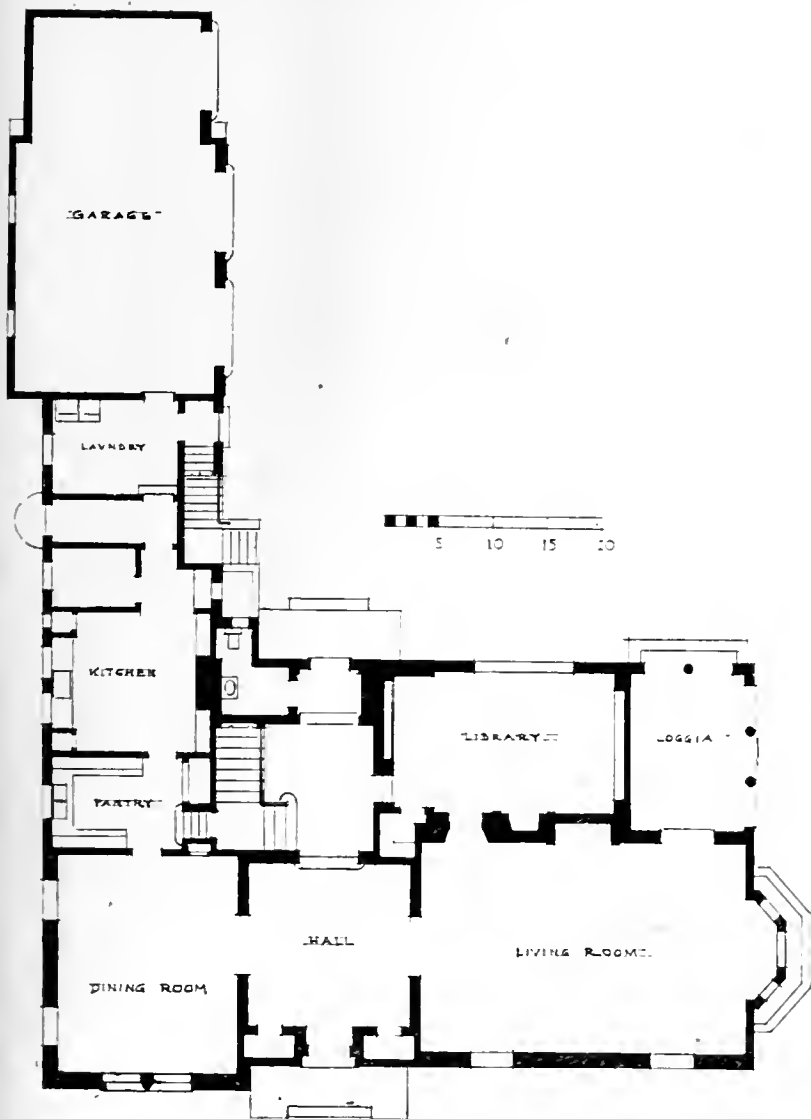 GARAGE
LAUNDRY
5 10 15 20
KITCHEN
LIBRARY
LOGGIA
PANTRY
HALL
LIVING ROOM
DINING ROOM